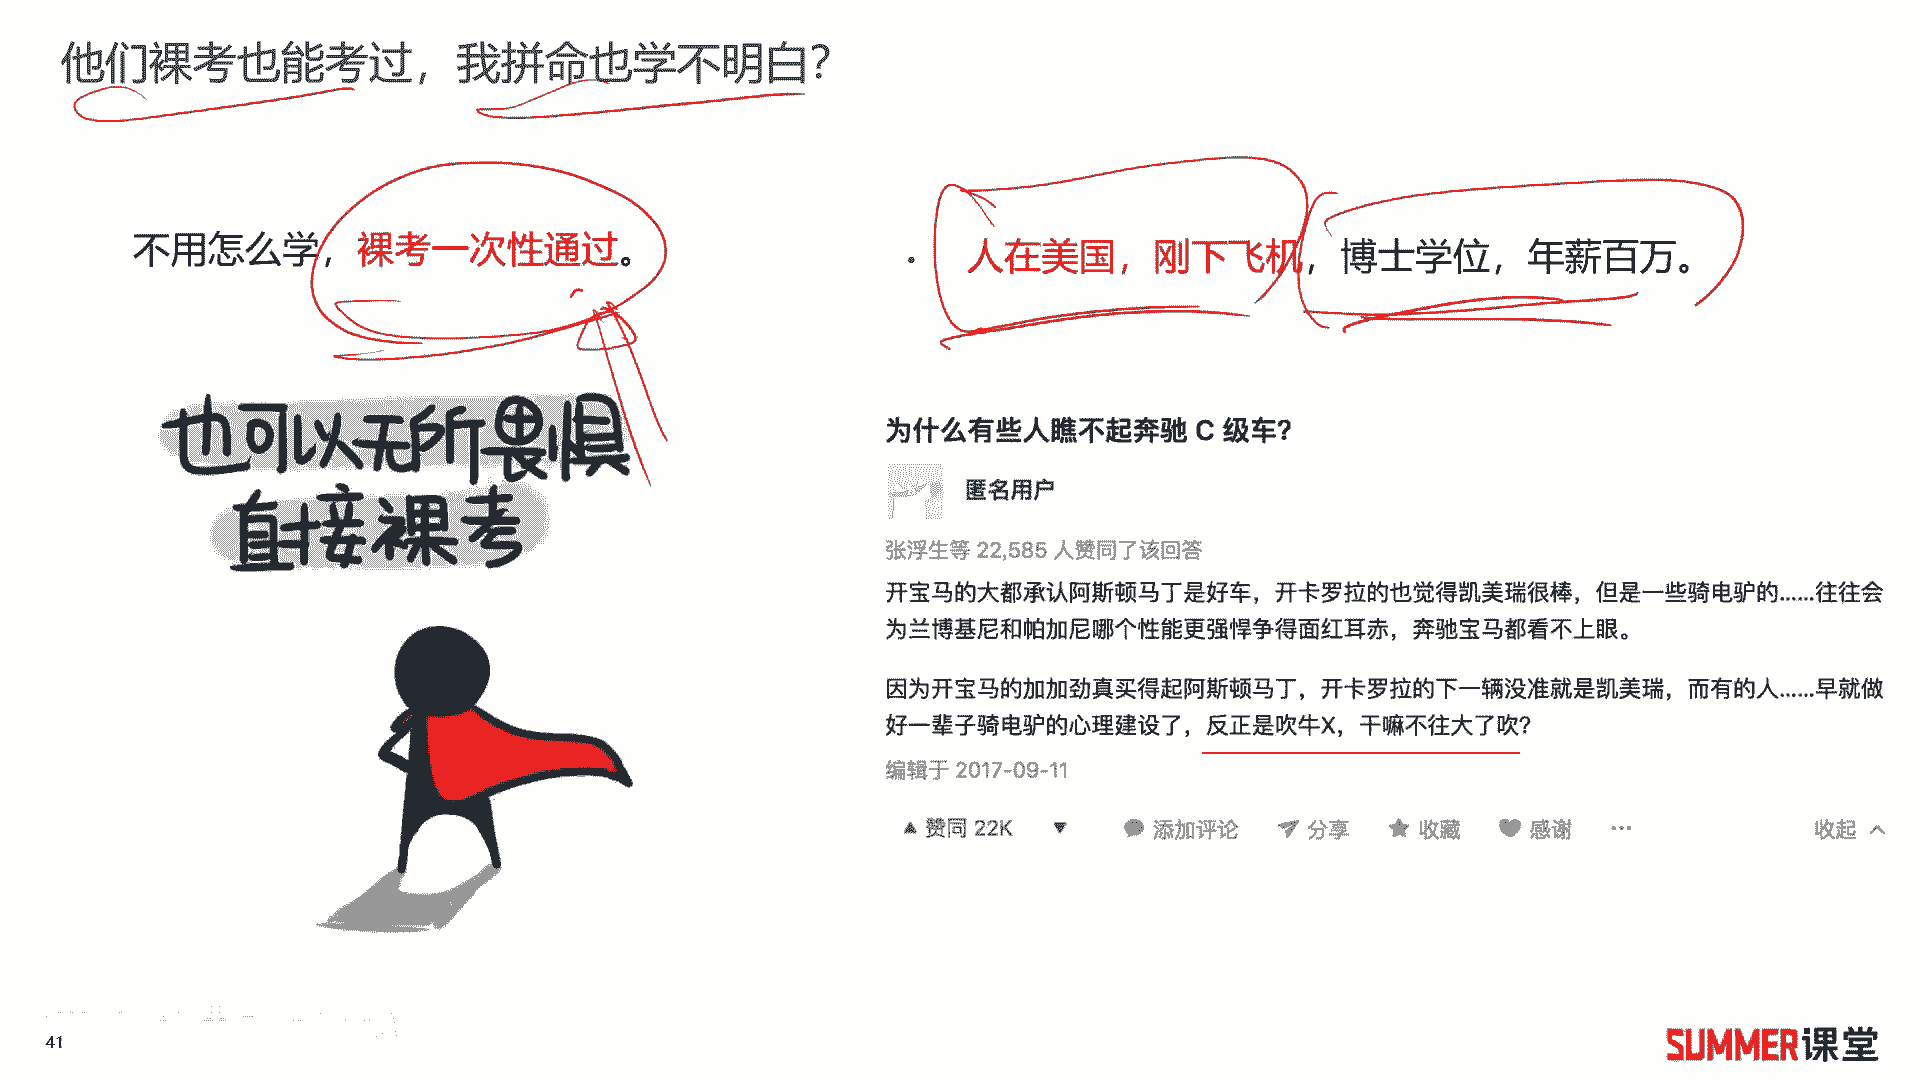 他们裸考也能考过，我拼命也学不明白？
不用怎么学，裸考一次性通过。
也可以无所畏惧
直接裸考
人在美国，刚下飞机，博士学位，年薪百万。
为什么有些人瞧不起奔驰 C 级车？
匿名用户
张浮生等 22,585 人赞同了该回答
开宝马的大都承认阿斯顿马丁是好车，开卡罗拉的也觉得凯美瑞很棒，但是一些骑电驴的……往往会
为兰博基尼和帕加尼哪个性能更强悍争得面红耳赤，奔驰宝马都看不上眼。
因为开宝马的加加劲真买得起阿斯顿马丁，开卡罗拉的下一辆没准就是凯美瑞，而有的人……早就做
好一辈子骑电驴的心理建设了，反正是吹牛X，干嘛不往大了吹？
编辑于 2017-09-11
赞同 22K 添加评论 分享 收藏 感谢 ··· 收起
41
SUMMER课堂